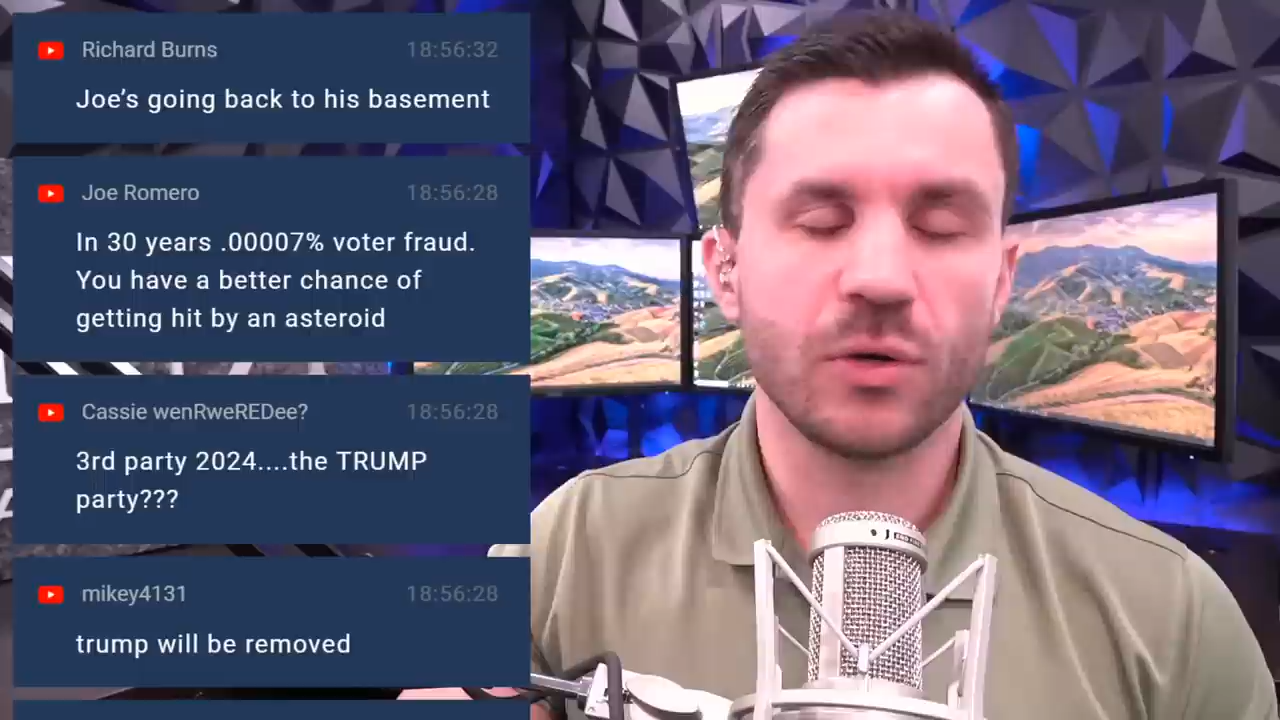 Richard Burns 18:56:32
Joe’s going back to his basement
Joe Romero 18:56:28
In 30 years .00007% voter fraud.
You have a better chance of
getting hit by an asteroid
Cassie wenRweREDee? 18:56:28
3rd party 2024....the TRUMP
party???
mikey4131 18:56:28
trump will be removed